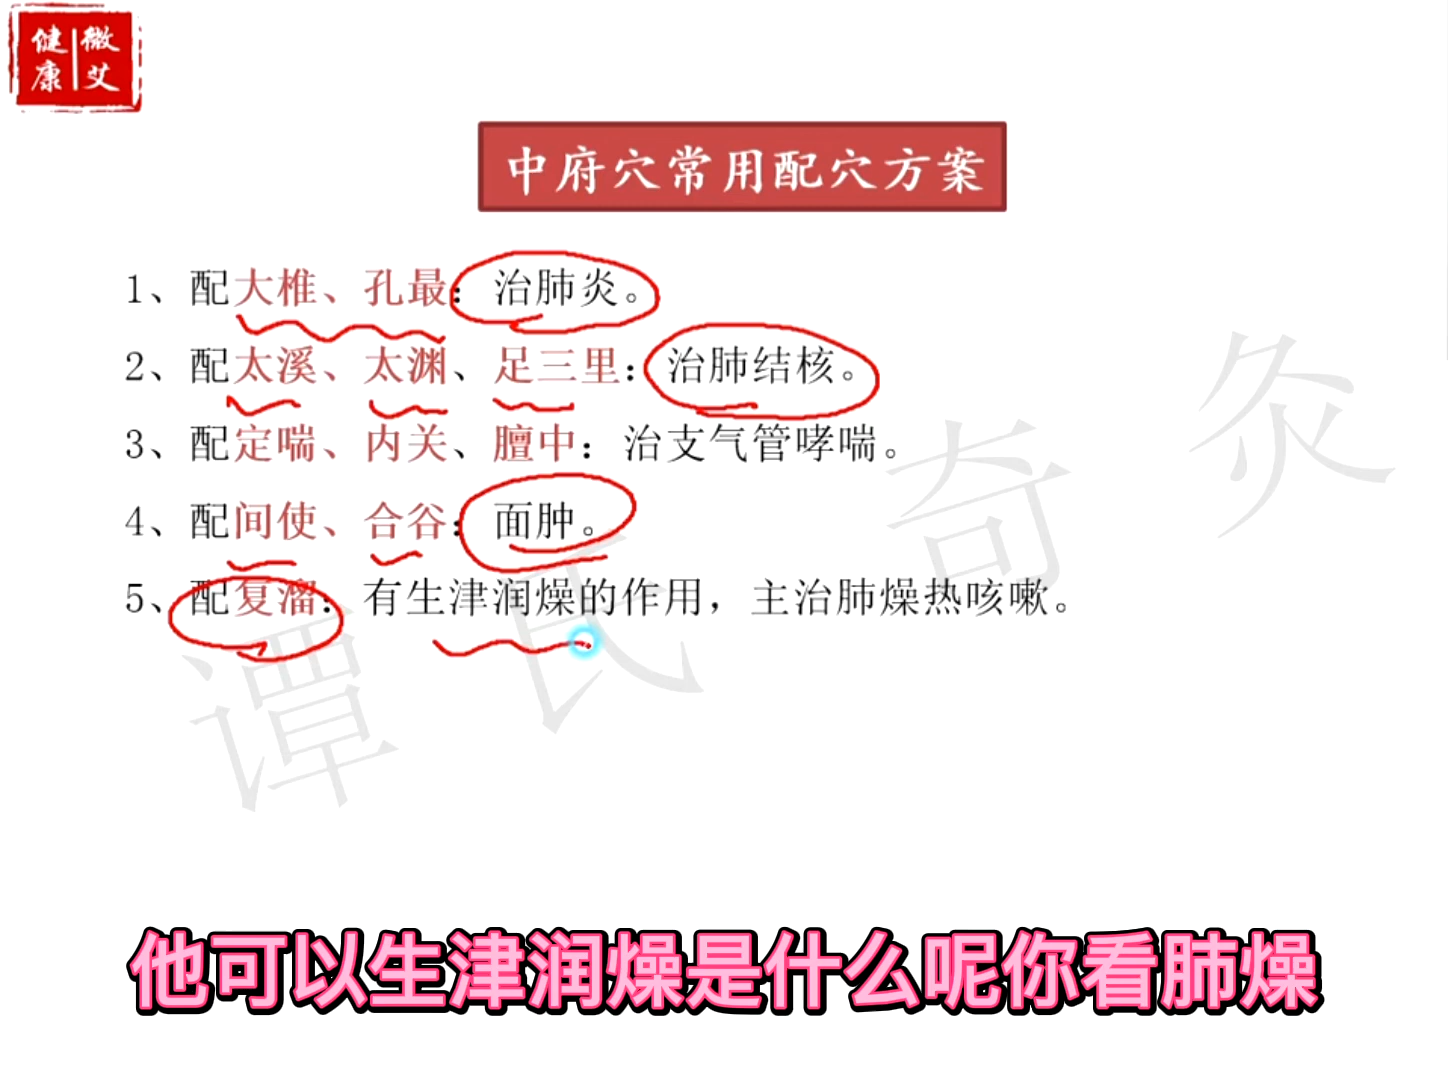 健康 微艾
中府穴常用配穴方案
1、配大椎、孔最：治肺炎。
2、配太溪、太渊、足三里：治肺结核。
3、配定喘、内关、膻中：治支气管哮喘。
4、配间使、合谷：面肿。
5、配复溜：有生津润燥的作用，主治肺燥热咳嗽。
谭氏奇灸
他可以生津润燥是什么呢你看肺燥